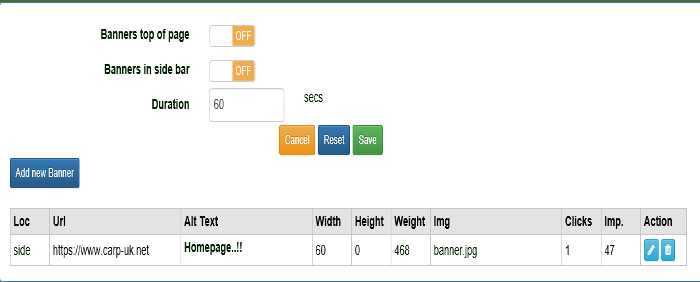 Banners top of page OFF
Banners in side bar OFF
Duration 60 secs
Cancel Reset Save
Add new Banner
Loc Url Alt Text Width Height Weight Img Clicks Imp. Action
side https://www.carp-uk.net Homepage..!! 60 0 468 banner.jpg 1 47